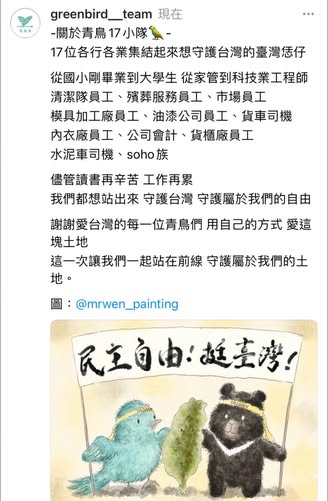 greenbird__team 現在
-關於青鳥17小隊🦜-
17位各行各業集結起來想守護台灣的臺灣恁仔
從國小剛畢業到大學生 從家管到科技業工程師
清潔隊員工、殯葬服務員工、市場員工
模具加工廠員工、油漆公司員工、貨車司機
內衣廠員工、公司會計、貨櫃廠員工
水泥車司機、soho族
儘管讀書再辛苦 工作再累
我們都想站出來 守護台灣 守護屬於我們的自由
謝謝愛台灣的每一位青鳥們 用自己的方式 愛這
塊土地
這一次讓我們一起站在前線 守護屬於我們的土
地。
圖：@mrwen_painting
民主自由！挺臺灣！